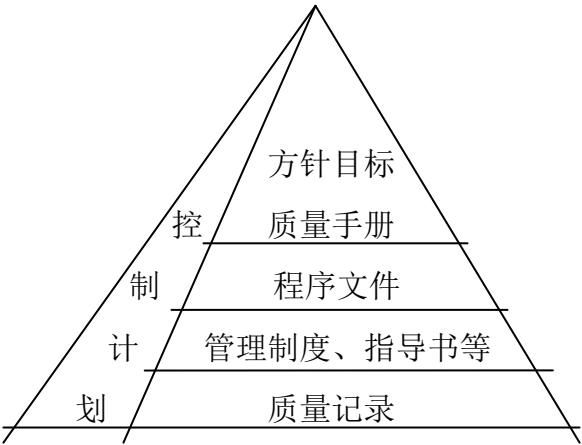 方针目标
控 质量手册
制 程序文件
计 管理制度、指导书等
划 质量记录